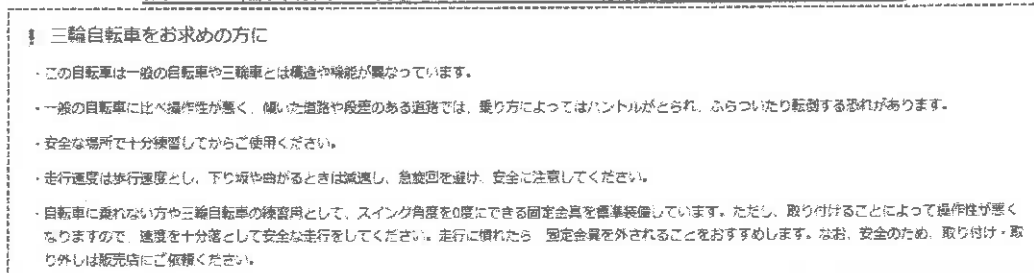 ! 三輪自転車をお求めの方に
・この自転車は一般の自転車や三輪車とは構造や機能が異なっています。
・一般の自転車に比べ操作性が悪く、傾いた道路や段差のある道路では、乗り方によってはハンドルがとられ、ふらついたり転倒する恐れがあります。
・安全な場所で十分練習してからご使用ください。
・走行速度は歩行速度とし、下り坂や曲がるときは減速し、急旋回を避け、安全に注意してください。
・自転車に乗れない方や三輪自転車の練習用として、スイング角度を0度にできる固定金具を標準装備しています。ただし、取り付けることによって操作性が悪く
なりますので、速度を十分落として安全な走行をしてください。走行に慣れたら 固定金具を外されることをおすすめします。なお、安全のため、取り付け・取
り外しは販売店にご依頼ください。